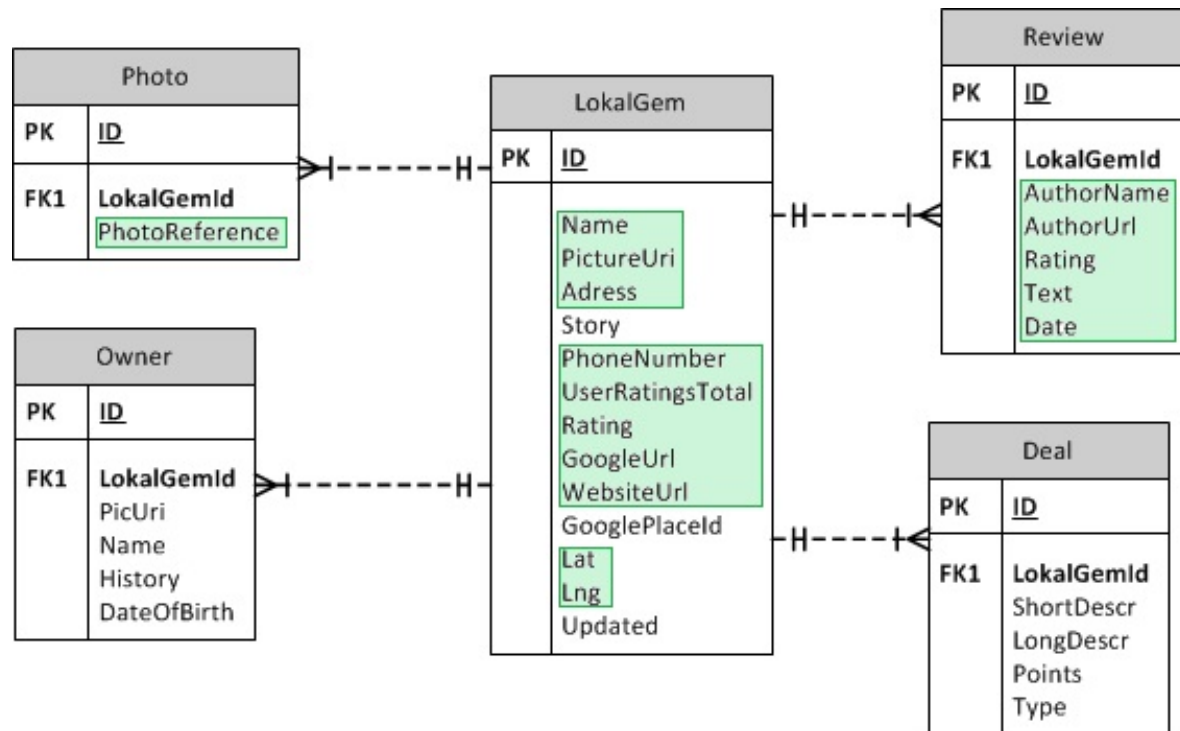 Photo
PK ID
FK1 LokalGemId
PhotoReference
Owner
PK ID
FK1 LokalGemId
PicUri
Name
History
DateOfBirth
LokalGem
PK ID
Name
PictureUri
Adress
Story
PhoneNumber
UserRatingsTotal
Rating
GoogleUrl
WebsiteUrl
GooglePlaceId
Lat
Lng
Updated
Review
PK ID
FK1 LokalGemId
AuthorName
AuthorUrl
Rating
Text
Date
Deal
PK ID
FK1 LokalGemId
ShortDescr
LongDescr
Points
Type